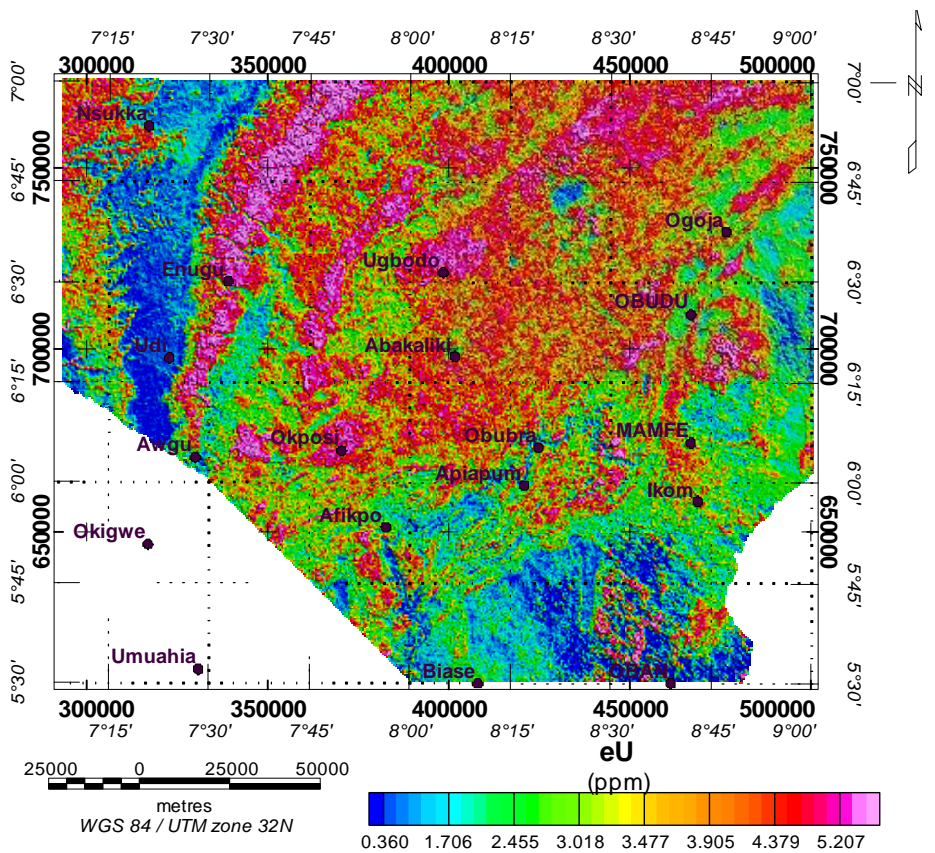 7°15' 7°30' 7°45' 8°00' 8°15' 8°30' 8°45' 9°00'
300000 350000 400000 450000 500000
7°00' 7°00'
N
Nsukka
750000 750000
6°45' 6°45'
Ogoja
Ugbodo
Enugu
6°30' 6°30'
OBUDU
Udi Abakaliki
700000 700000
6°15' 6°15'
Awgu Okposi Obubra MAMFE
Apiapum Ikom
6°00' 6°00'
Afikpo
Okigwe
650000 650000
5°45' 5°45'
Umuahia
Biase
5°30' 5°30'
300000 350000 400000 450000 500000
7°15' 7°30' 7°45' 8°00' 8°15' 8°30' 8°45' 9°00'
eU
(ppm)
25000 0 25000 50000
metres
WGS 84 / UTM zone 32N
0.360 1.706 2.455 3.018 3.477 3.905 4.379 5.207